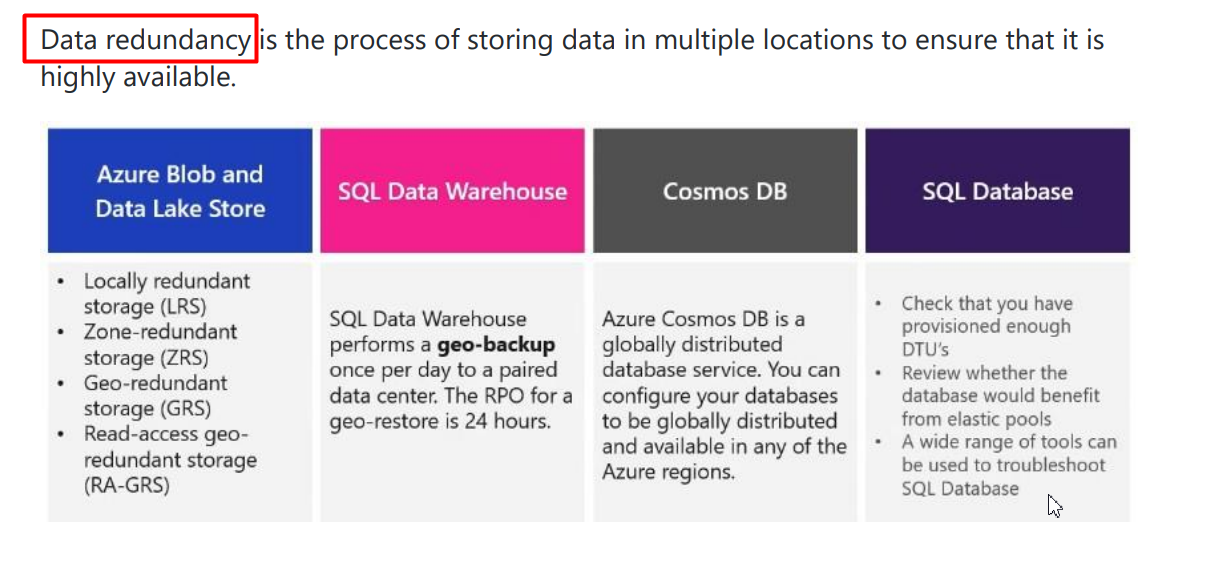 Data redundancy is the process of storing data in multiple locations to ensure that it is
highly available.
Azure Blob and
Data Lake Store
• Locally redundant
storage (LRS)
• Zone-redundant
storage (ZRS)
• Geo-redundant
storage (GRS)
• Read-access geo-
redundant storage
(RA-GRS)
SQL Data Warehouse
SQL Data Warehouse
performs a geo-backup
once per day to a paired
data center. The RPO for a
geo-restore is 24 hours.
Cosmos DB
Azure Cosmos DB is a
globally distributed
database service. You can
configure your databases
to be globally distributed
and available in any of the
Azure regions.
SQL Database
• Check that you have
provisioned enough
DTU's
• Review whether the
database would benefit
from elastic pools
• A wide range of tools can
be used to troubleshoot
SQL Database